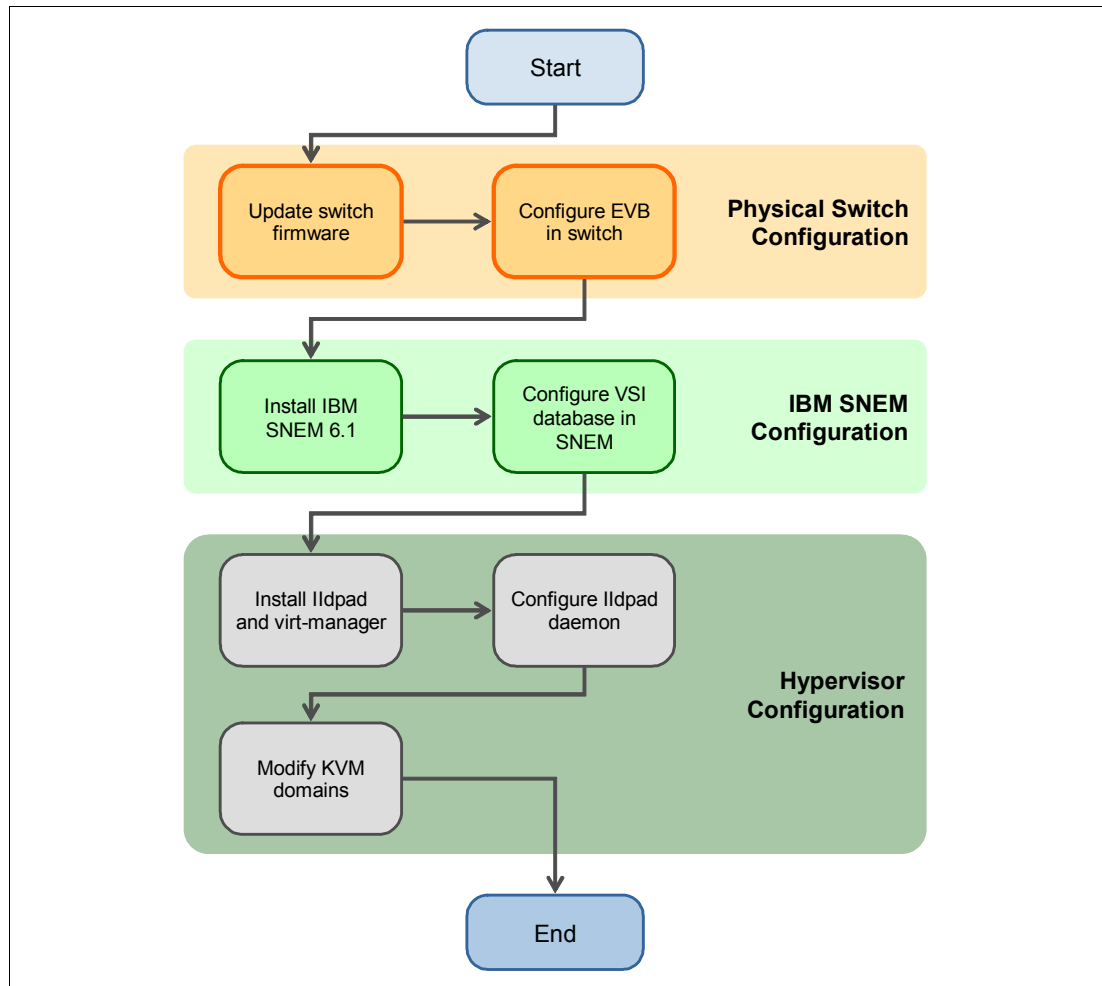 Start
Update switch
firmware
Configure EVB
in switch
Physical Switch
Configuration
Install IBM
SNEM 6.1
Configure VSI
database in
SNEM
IBM SNEM
Configuration
Install lldpad
and virt-manager
Configure lldpad
daemon
Hypervisor
Configuration
Modify KVM
domains
End